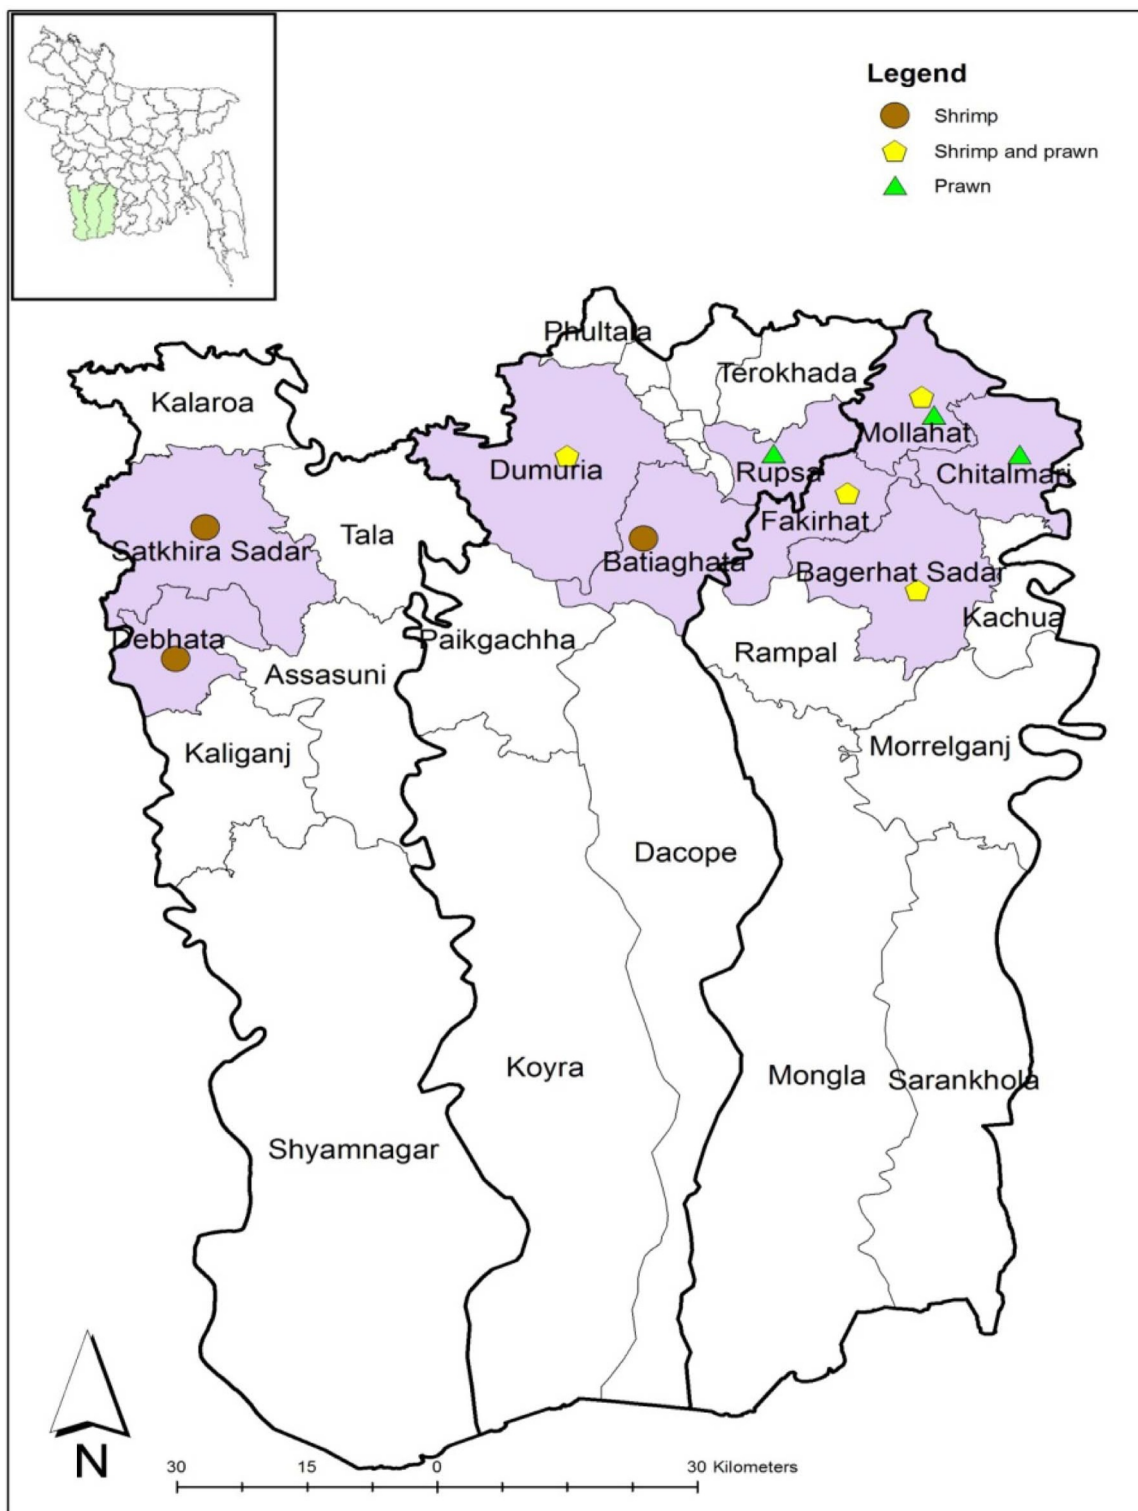 Legend
Shrimp
Shrimp and prawn
Prawn
Phultala
Terokhada
Kalaroa
Mollahat
Dumuria
Rupsa
Chitalmari
Fakirhat
Tala
Satkhira Sadar
Batiaghata
Bagerhat Sadar
Kachua
Debhata
Paikgachha
Rampal
Assasuni
Morrelganj
Kaliganj
Dacope
Koyra
Mongla
Sarankhola
Shyamnagar
N
30 15 0 30 Kilometers